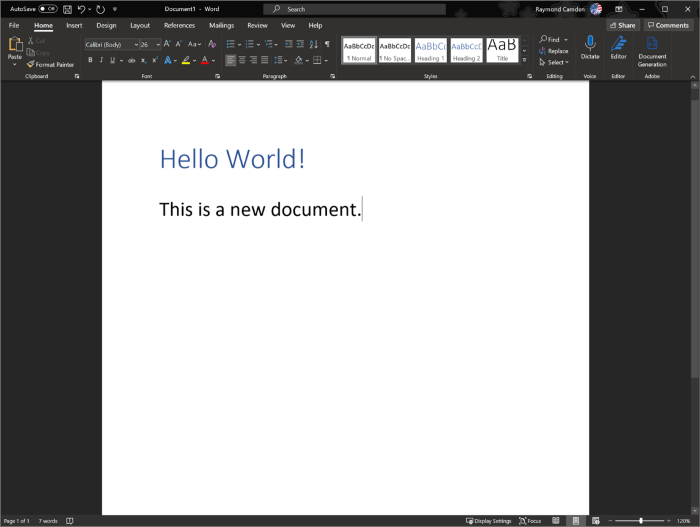 AutoSave Off Document1 - Word Search Raymond Camden
File Home Insert Design Layout References Mailings Review View Help Share Comments
Paste Cut Copy Format Painter
Calibri (Body) 26 A A Aa A
B I U ab x x A A
AaBbCcDc AaBbCcDc AaBbCc AaBbCcC AaB
¶ Normal ¶ No Spac... Heading 1 Heading 2 Title
Find Replace Select
Dictate Editor Document Generation
Clipboard Font Paragraph Styles Editing Voice Editor Adobe
Hello World!
This is a new document.
Page 1 of 1 7 words Display Settings Focus 120%